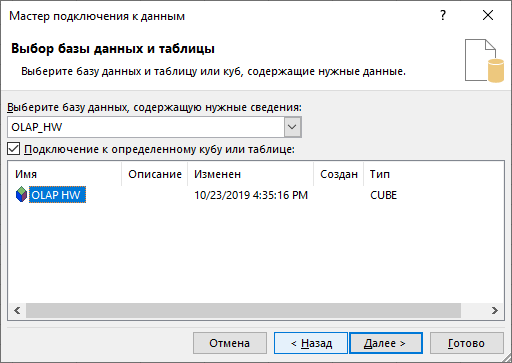 Мастер подключения к данным
Выбор базы данных и таблицы
Выберите базу данных и таблицу или куб, содержащие нужные данные.
Выберите базу данных, содержащую нужные сведения:
OLAP_HW
Подключение к определенному кубу или таблице:
Имя Описание Изменен Создан Тип
OLAP HW 10/23/2019 4:35:16 PM CUBE
Отмена < Назад Далее > Готово